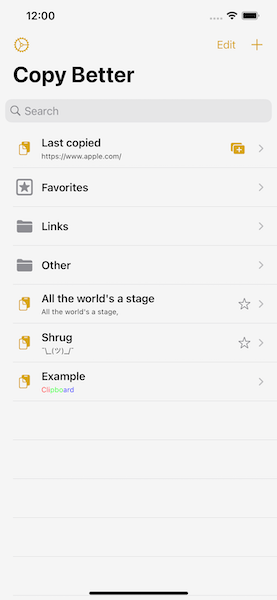 12:00
Edit
Copy Better
Search
Last copied
https://www.apple.com/
Favorites
Links
Other
All the world's a stage
All the world's a stage,
Shrug
¯\_(ツ)_/¯
Example
Clipboard